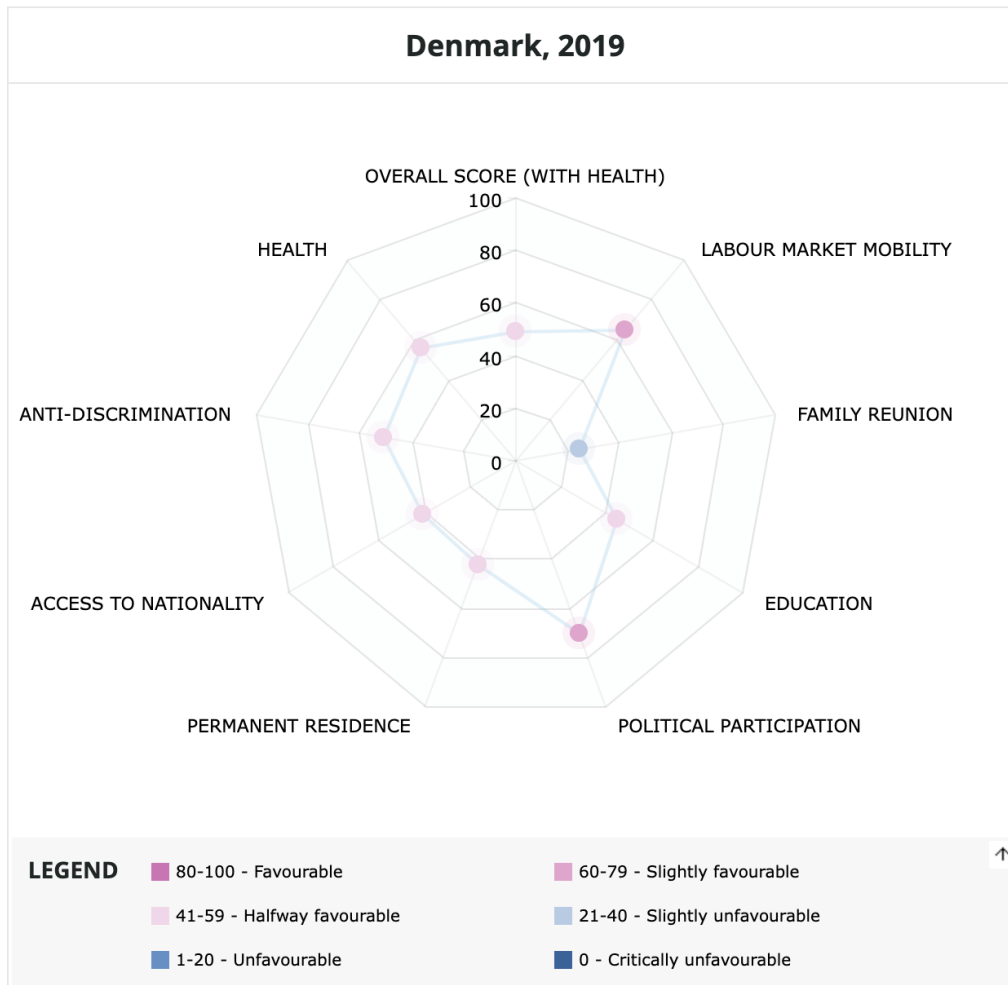 Denmark, 2019
OVERALL SCORE (WITH HEALTH)
100
HEALTH
LABOUR MARKET MOBILITY
80
60
40
ANTI-DISCRIMINATION
FAMILY REUNION
20
0
ACCESS TO NATIONALITY
EDUCATION
PERMANENT RESIDENCE
POLITICAL PARTICIPATION
LEGEND
80-100 - Favourable
60-79 - Slightly favourable
41-59 - Halfway favourable
21-40 - Slightly unfavourable
1-20 - Unfavourable
0 - Critically unfavourable